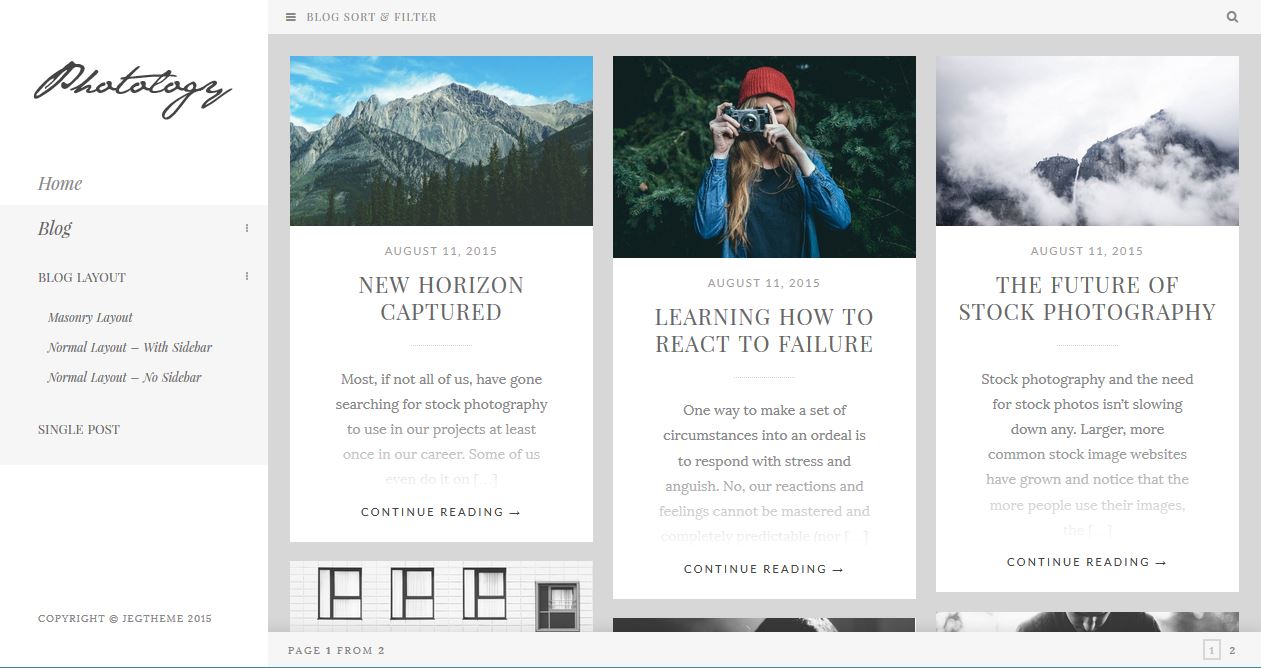 Photology
Home
Blog
BLOG LAYOUT
Masonry Layout
Normal Layout – With Sidebar
Normal Layout – No Sidebar
SINGLE POST
COPYRIGHT @ JEGTHEME 2015
BLOG SORT & FILTER
AUGUST 11, 2015
NEW HORIZON
CAPTURED
Most, if not all of us, have gone
searching for stock photography
to use in our projects at least
once in our career. Some of us
even do it on [...]
CONTINUE READING →
AUGUST 11, 2015
LEARNING HOW TO
REACT TO FAILURE
One way to make a set of
circumstances into an ordeal is
to respond with stress and
anguish. No, our reactions and
feelings cannot be mastered and
completely predictable (nor [...]
CONTINUE READING →
AUGUST 11, 2015
THE FUTURE OF
STOCK PHOTOGRAPHY
Stock photography and the need
for stock photos isn't slowing
down any. Larger, more
common stock image websites
have grown and notice that the
more people use their images,
the [...]
CONTINUE READING →
PAGE 1 FROM 2
1 2